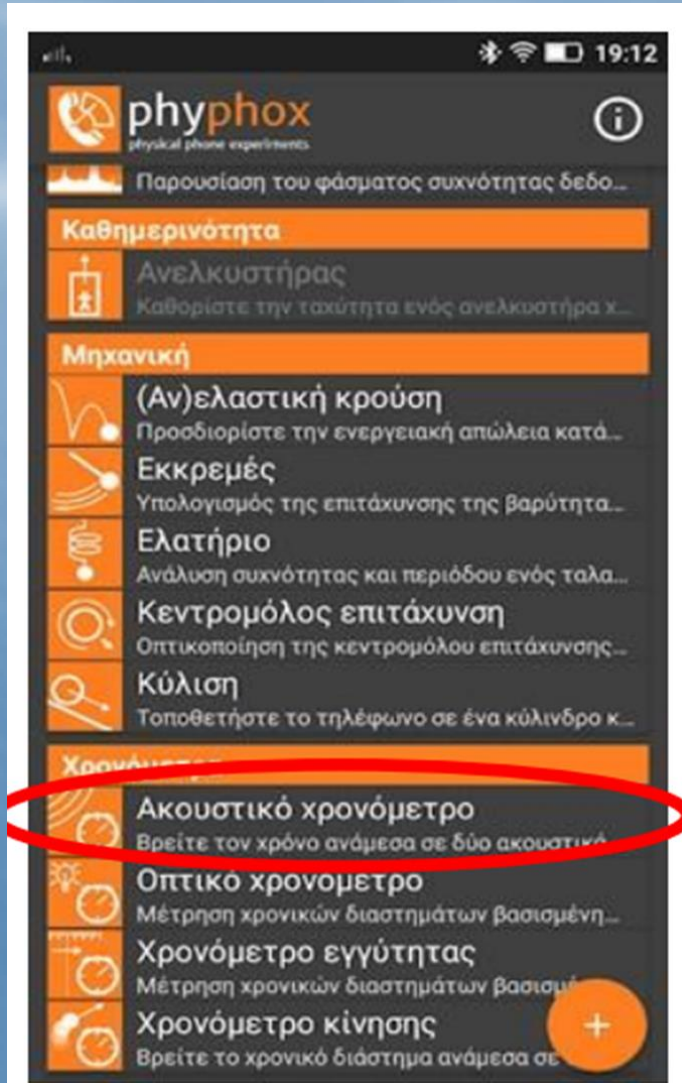 19:12
phyphox
physical phone experiments
Παρουσίαση του φάσματος συχνότητας δεδο...
Καθημερινότητα
Ανελκυστήρας
Καθορίστε την ταχύτητα ενός ανελκυστήρα χ...
Μηχανική
(Αν)ελαστική κρούση
Προσδιορίστε την ενεργειακή απώλεια κατά...
Εκκρεμές
Υπολογισμός της επιτάχυνσης της βαρύτητα...
Ελατήριο
Ανάλυση συχνότητας και περιόδου ενός ταλα...
Κεντρομόλος επιτάχυνση
Οπτικοποίηση της κεντρομόλου επιτάχυνσης...
Κύλιση
Τοποθετήστε το τηλέφωνο σε ένα κύλινδρο κ...
Χρονόμετρα
Ακουστικό χρονόμετρο
Βρείτε τον χρόνο ανάμεσα σε δύο ακουστικά
Οπτικό χρονόμετρο
Μέτρηση χρονικών διαστημάτων βασισμένη...
Χρονόμετρο εγγύτητας
Μέτρηση χρονικών διαστημάτων
Χρονόμετρο κίνησης
Βρείτε το χρονικό διάστημα ανάμεσα σε